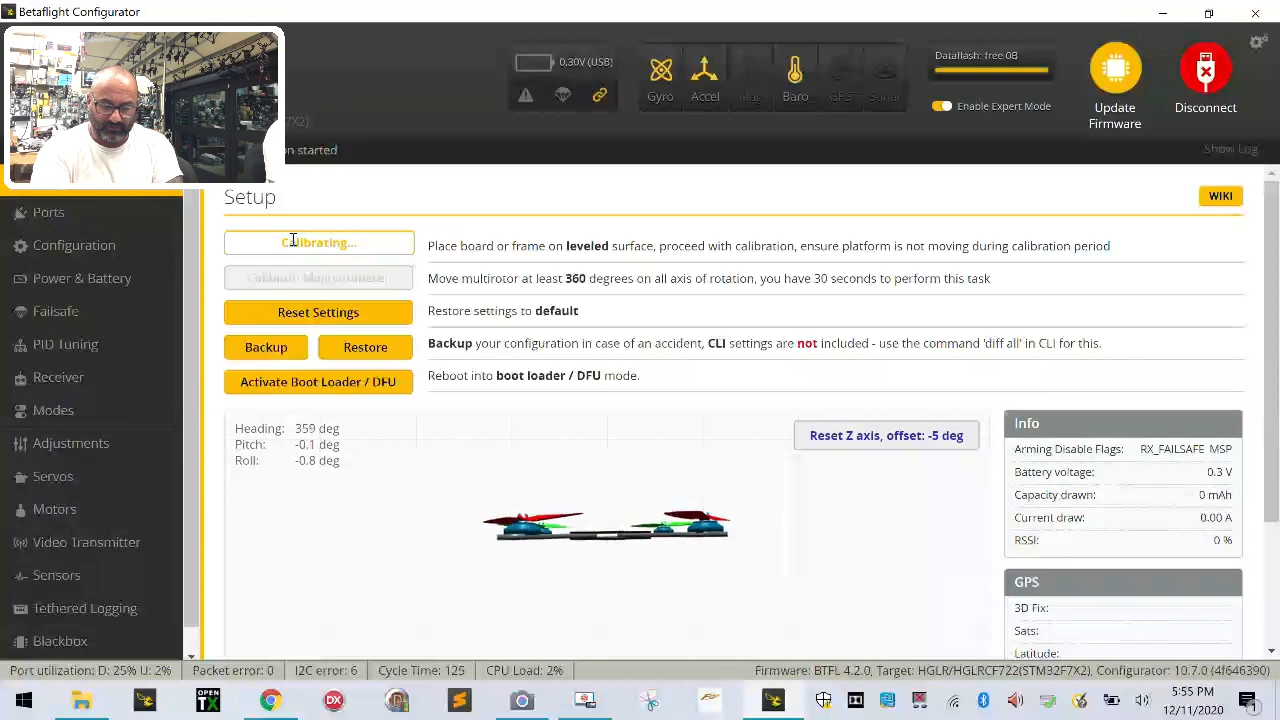 Betaflight Configurator
0.30V (USB)
Gyro
Accel
Mag
Baro
GPS
Sonar
Dataflash: free 0B
Enable Expert Mode
Update
Firmware
Disconnect
7X2)
on started
Show Log
Setup
WIKI
Ports
Configuration
Power & Battery
Failsafe
PID Tuning
Receiver
Modes
Adjustments
Servos
Motors
Video Transmitter
Sensors
Tethered Logging
Blackbox
Calibrating...
Place board or frame on leveled surface, proceed with calibration, ensure platform is not moving during calibration period
Calibrate Magnetometer
Move multirotor at least 360 degrees on all axis of rotation, you have 30 seconds to perform this task
Reset Settings
Restore settings to default
Backup
Restore
Backup your configuration in case of an accident, CLI settings are not included - use the command 'diff all' in CLI for this.
Activate Boot Loader / DFU
Reboot into boot loader / DFU mode.
Heading: 359 deg
Pitch: -0.1 deg
Roll: -0.8 deg
Reset Z axis, offset: -5 deg
Info
Arming Disable Flags: RX_FAILSAFE MSP
Battery voltage: 0.3 V
Capacity drawn: 0 mAh
Current draw: 0.00 A
RSSI: 0 %
GPS
3D Fix:
Sats:
Latitude:
Port utilization: D: 25% U: 2%
Packet error: 0
I2C error: 6
Cycle Time: 125
CPU Load: 2%
Firmware: BTFL 4.2.0, Target: HGLR/HGLRCF722(STM32F7X2), Configurator: 10.7.0 (4f646390)
OPEN
TX
DX
5:55 PM
12/11/2020